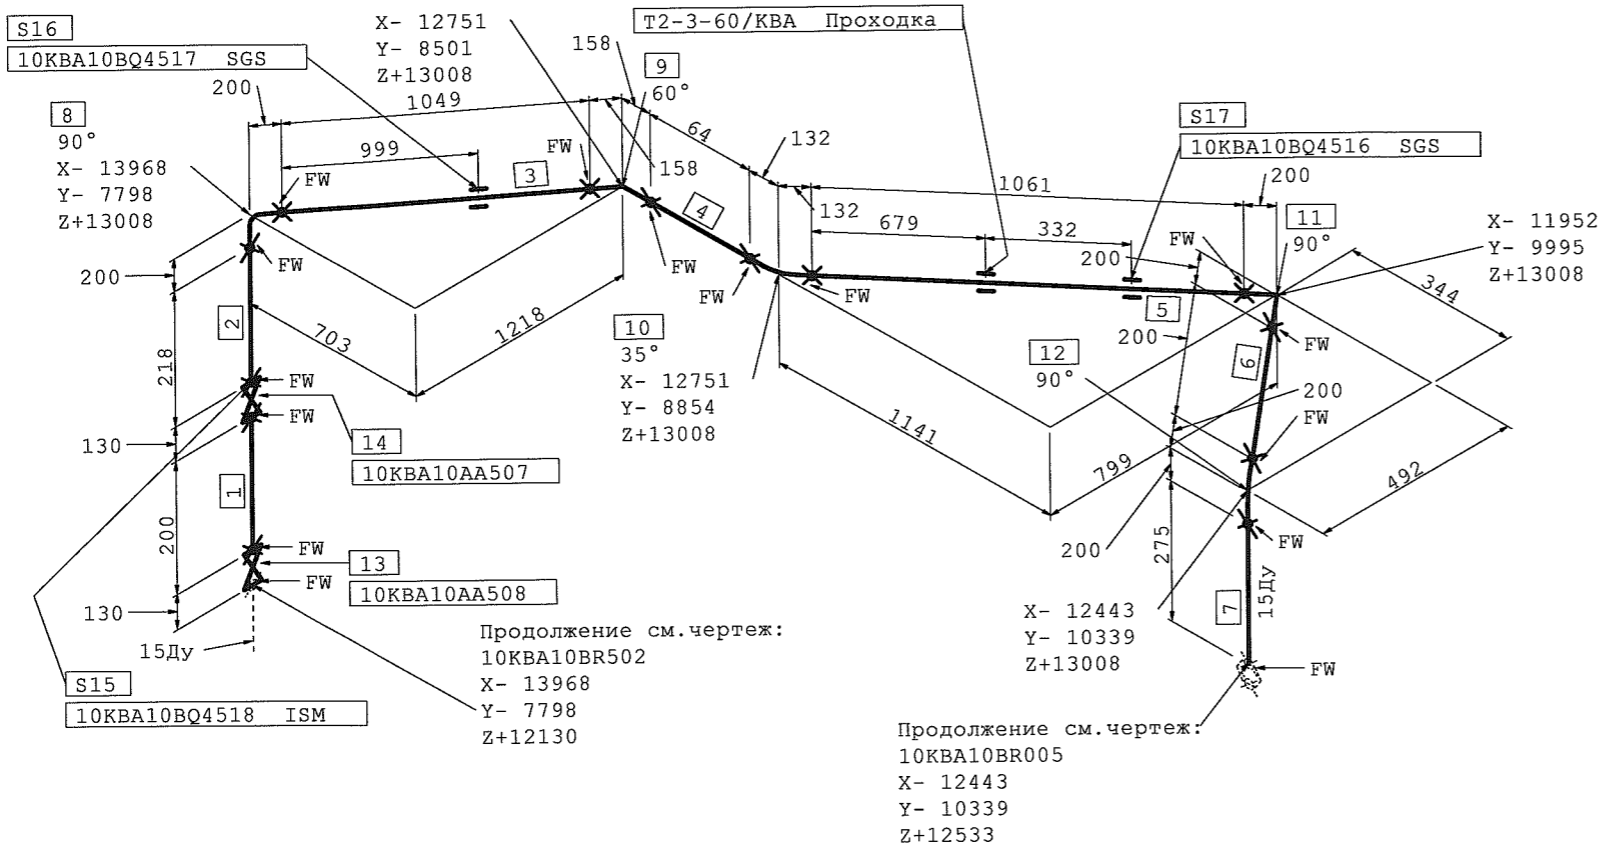 S16
10KBA10BQ4517 SGS
X- 12751
Y- 8501
Z+13008
T2-3-60/КВА Проходка
158
9
60°
200
1049
8
90°
X- 13968
Y- 7798
Z+13008
999
FW
FW
3
158
64
132
S17
10KBA10BQ4516 SGS
1061
200
132
4
679
332
FW
11
90°
X- 11952
Y- 9995
Z+13008
200
FW
FW
FW
FW
200
5
344
2
703
1218
10
35°
X- 12751
Y- 8854
Z+13008
200
12
90°
6
FW
218
FW
FW
200
FW
130
14
10KBA10AA507
1141
799
492
1
200
FW
13
FW
10KBA10AA508
130
15Ду
200
275
FW
7
15Ду
X- 12443
Y- 10339
Z+13008
FW
Продолжение см.чертеж:
10KBA10BR502
X- 13968
Y- 7798
Z+12130
S15
10KBA10BQ4518 ISM
Продолжение см.чертеж:
10KBA10BR005
X- 12443
Y- 10339
Z+12533